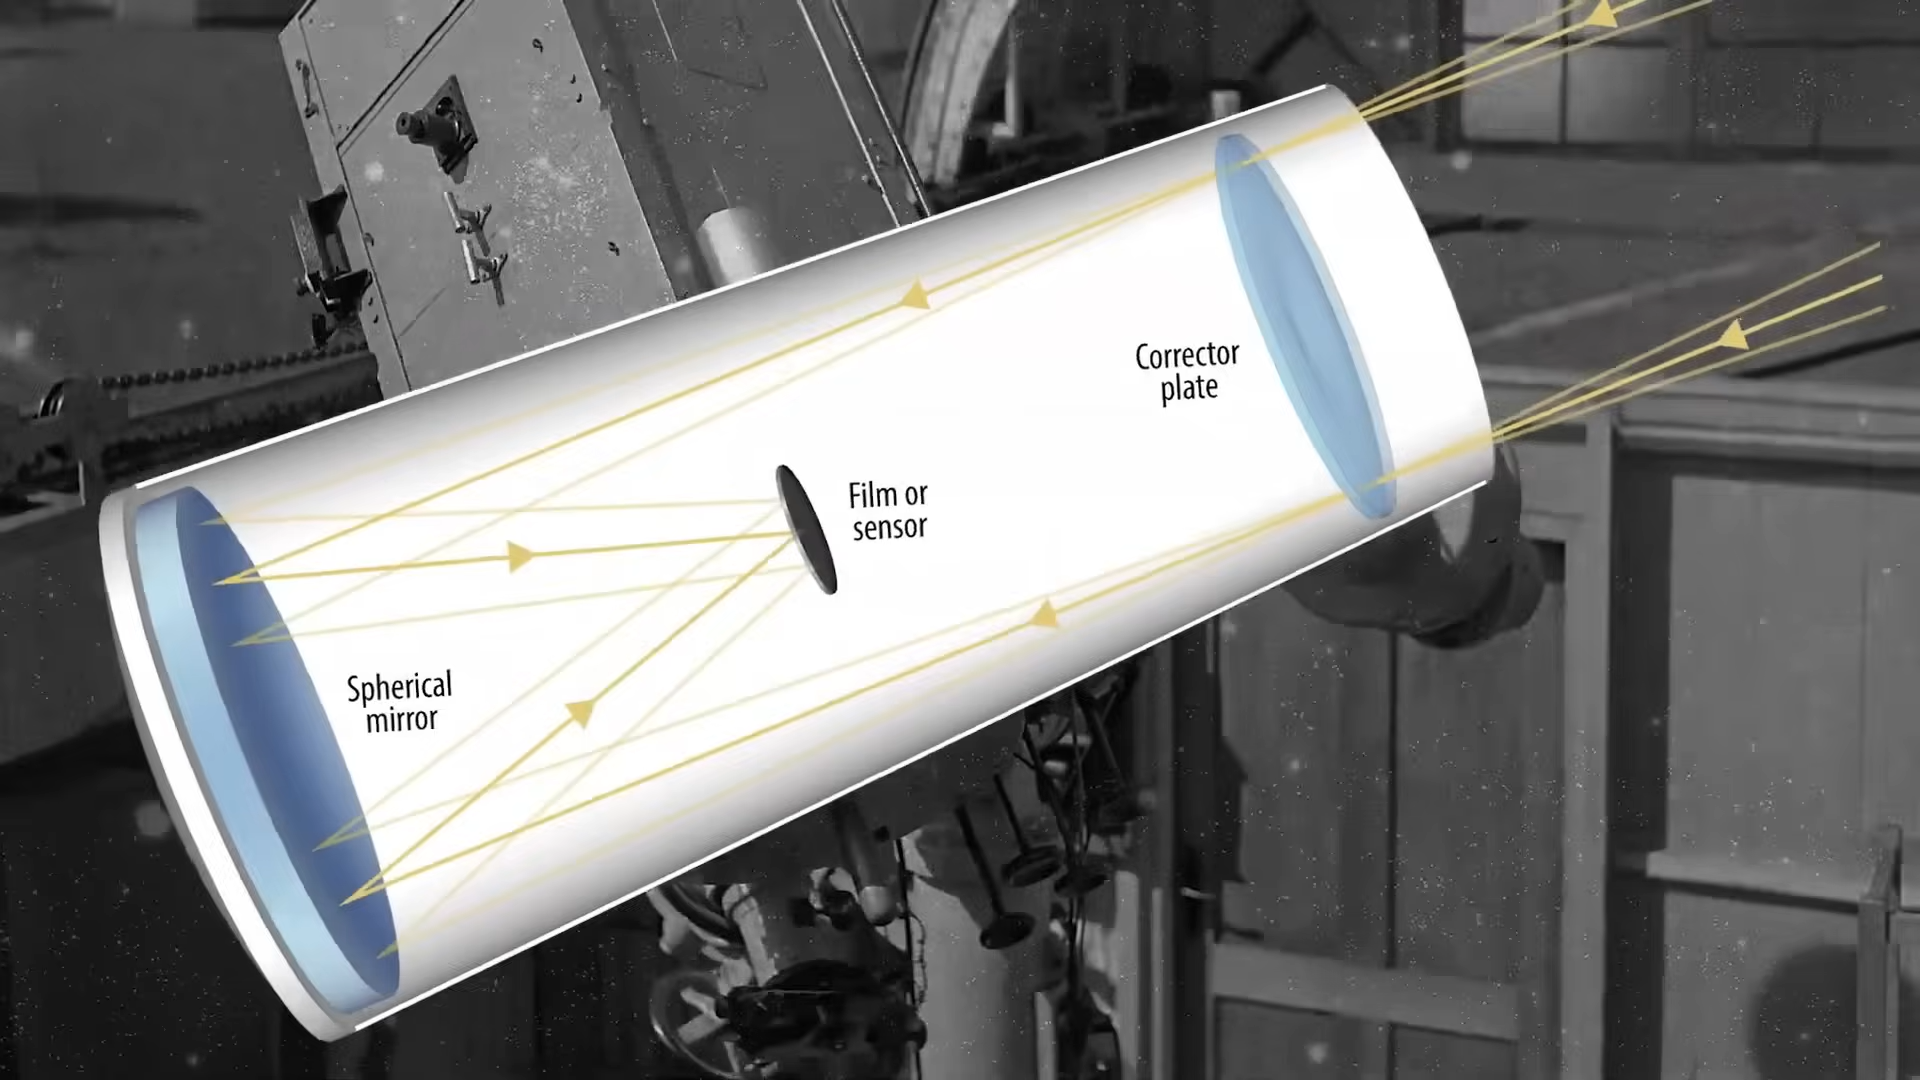 Corrector
plate
Film or
sensor
Spherical
mirror